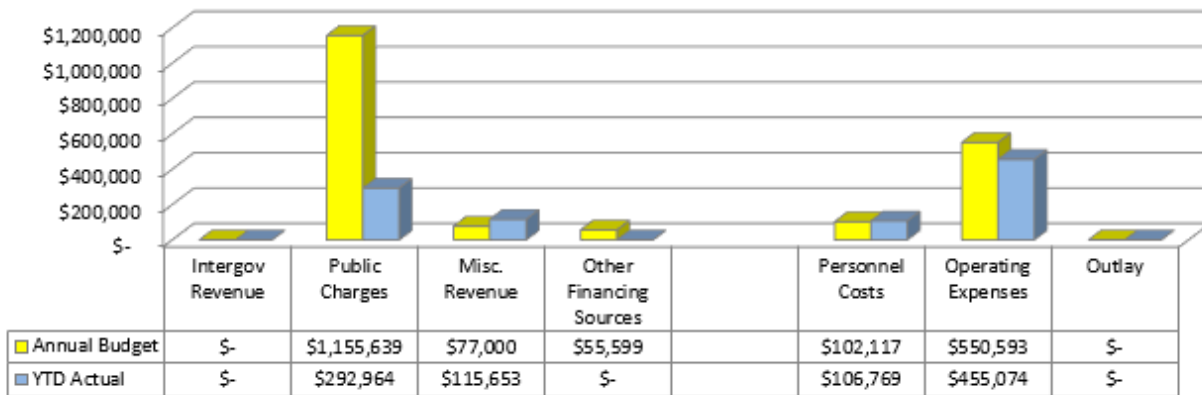 $1,200,000
$1,000,000
$800,000
$600,000
$400,000
$200,000
$-
Intergov Revenue
Public Charges
Misc. Revenue
Other Financing Sources
Personnel Costs
Operating Expenses
Outlay
Annual Budget $- $1,155,639 $77,000 $55,599 $102,117 $550,593 $-
YTD Actual $- $292,964 $115,653 $- $106,769 $455,074 $-